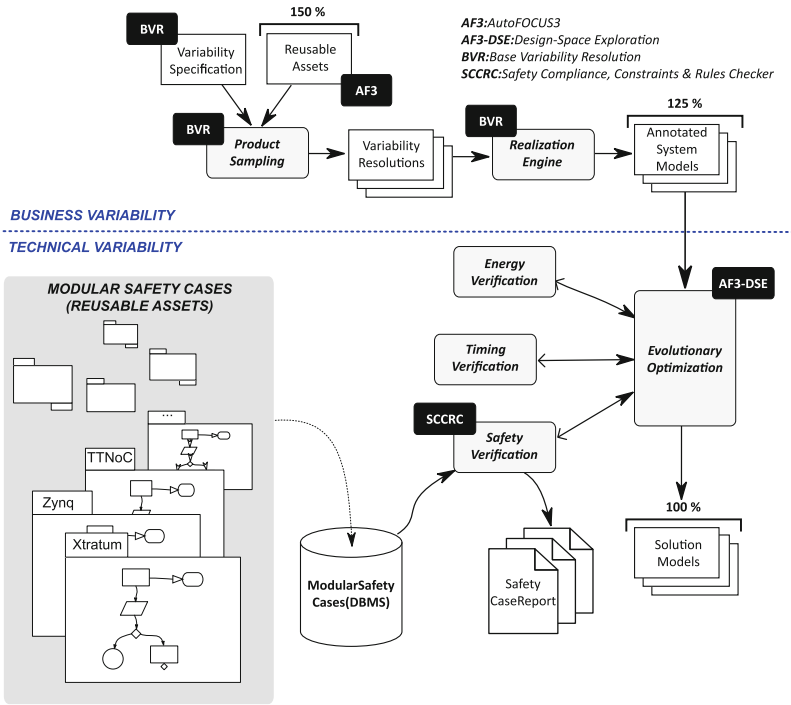 150 %
BVR
Variability
Specification
Reusable
Assets
AF3
AF3:AutoFOCUS3
AF3-DSE:Design-Space Exploration
BVR:Base Variability Resolution
SCCRC:Safety Compliance, Constraints & Rules Checker
BVR
Product
Sampling
Variability
Resolutions
BVR
Realization
Engine
125 %
Annotated
System
Models
BUSINESS VARIABILITY
TECHNICAL VARIABILITY
MODULAR SAFETY CASES
(REUSABLE ASSETS)
...
TTNoC
Zynq
Xtratum
Energy
Verification
Timing
Verification
SCCRC
Safety
Verification
AF3-DSE
Evolutionary
Optimization
ModularSafety
Cases(DBMS)
Safety
CaseReport
100 %
Solution
Models